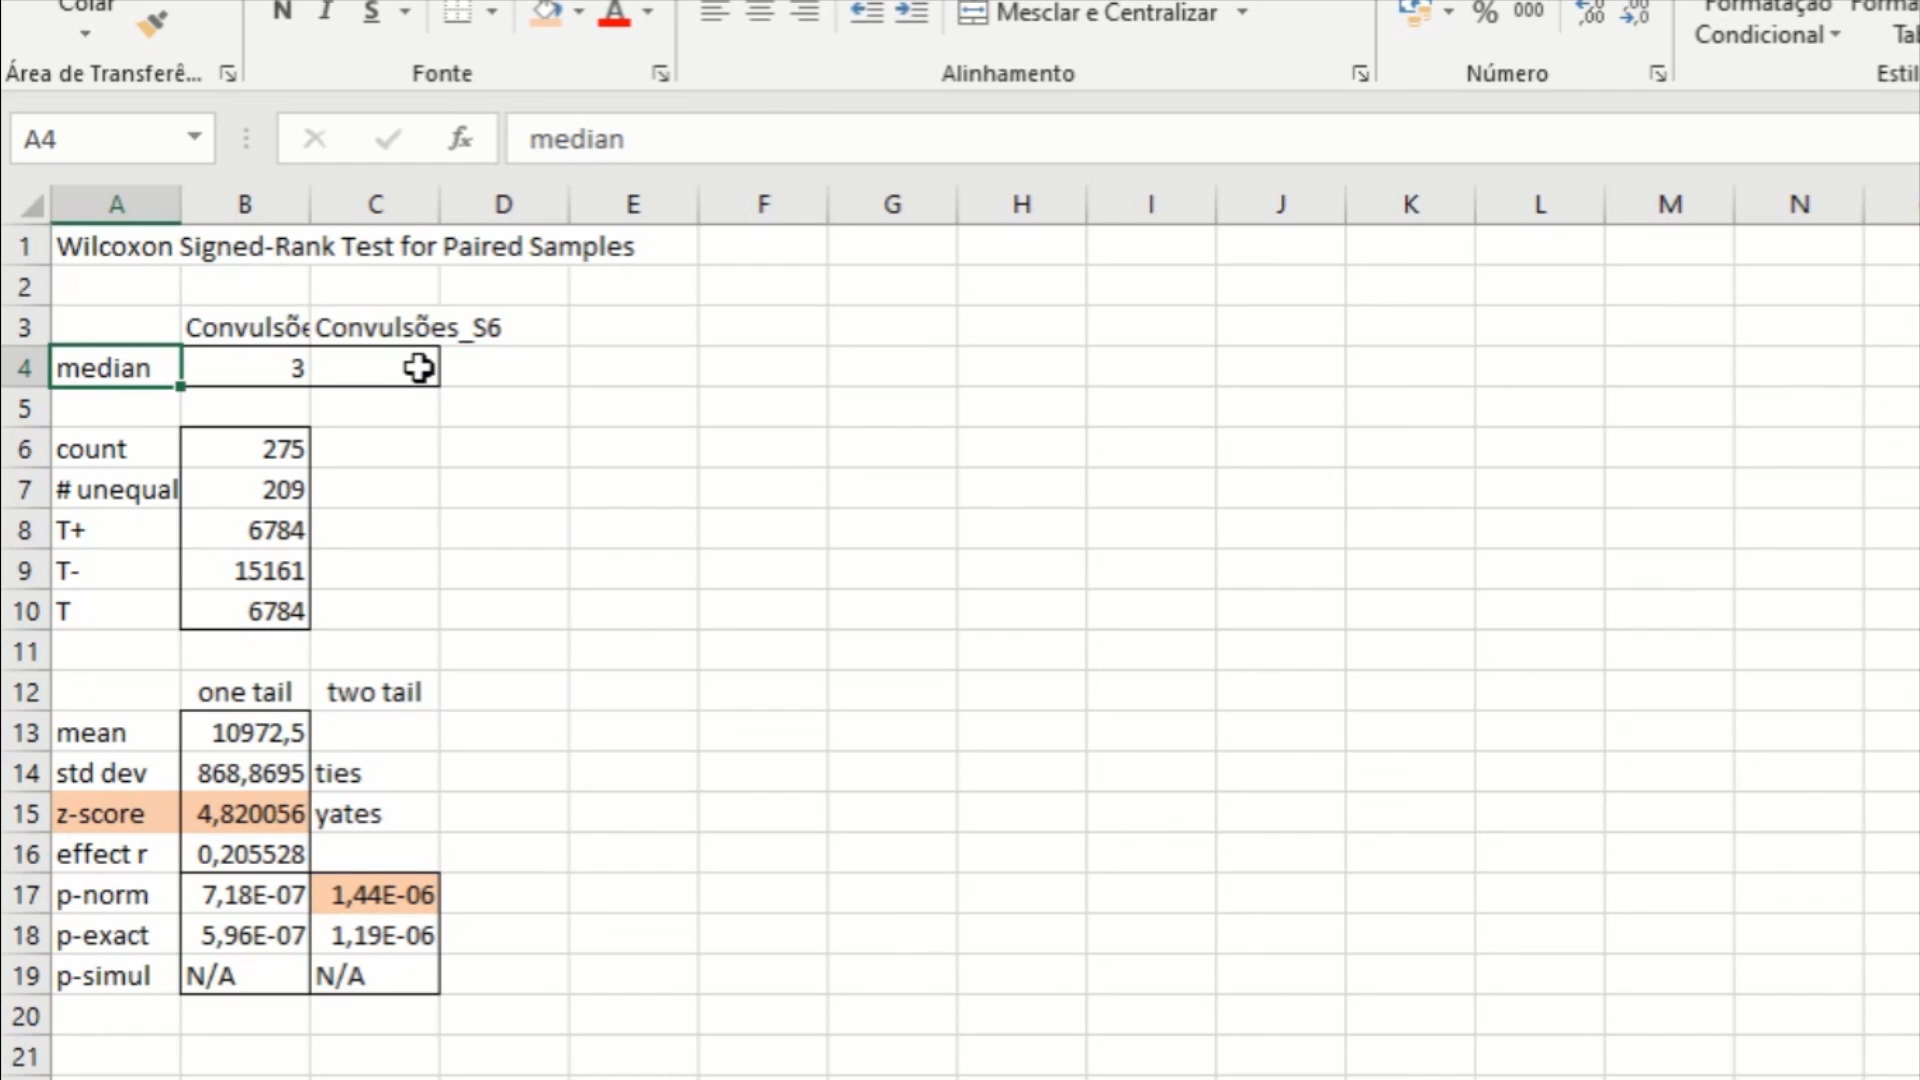 Colar
N I S
A
Mesclar e Centralizar
% 000
Formatação
Condicional
Área de Transferê...
Fonte
Alinhamento
Número
A4
fx
median
A B C D E F G H I J K L M N
1 Wilcoxon Signed-Rank Test for Paired Samples
2
3 Convulsões_S6
4 median 3
5
6 count 275
7 # unequal 209
8 T+ 6784
9 T- 15161
10 T 6784
11
12 one tail two tail
13 mean 10972,5
14 std dev 868,8695 ties
15 z-score 4,820056 yates
16 effect r 0,205528
17 p-norm 7,18E-07 1,44E-06
18 p-exact 5,96E-07 1,19E-06
19 p-simul N/A N/A
20
21